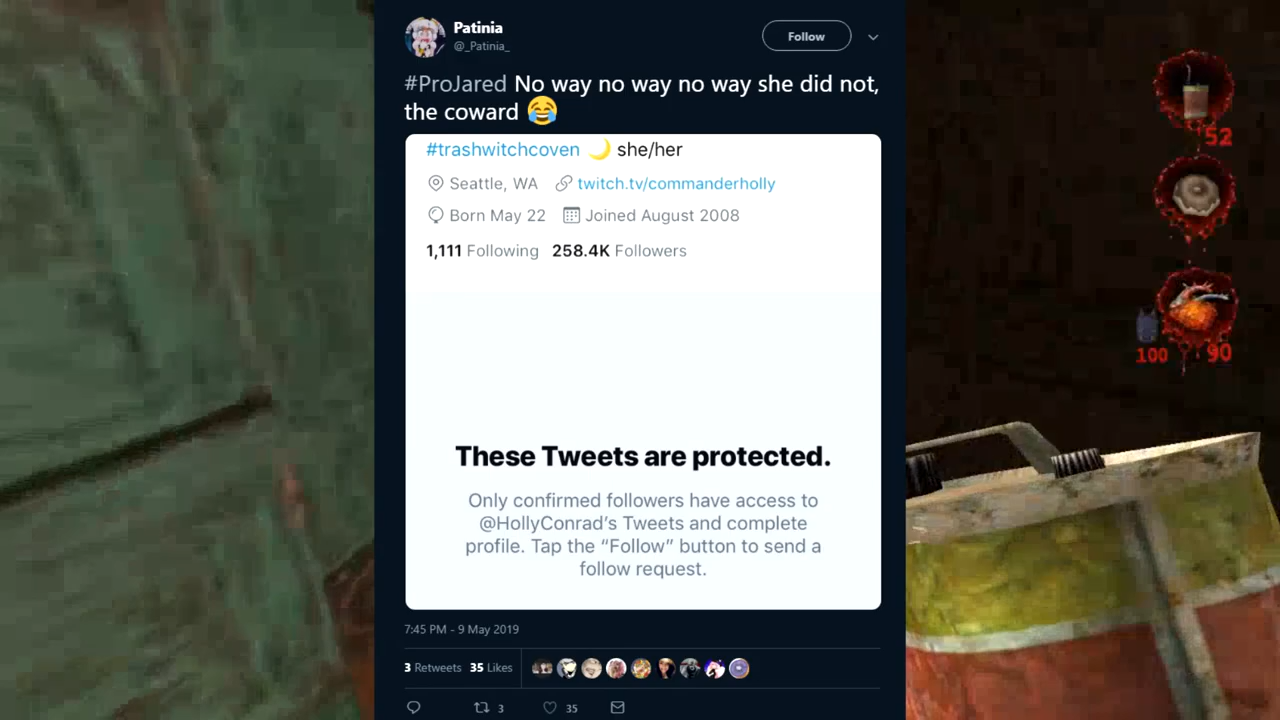 Patinia
@_Patinia_
Follow
#ProJared No way no way no way she did not,
the coward 😂
#trashwitchcoven 🌙 she/her
Seattle, WA twitch.tv/commanderholly
Born May 22 Joined August 2008
1,111 Following 258.4K Followers
These Tweets are protected.
Only confirmed followers have access to
@HollyConrad’s Tweets and complete
profile. Tap the “Follow” button to send a
follow request.
7:45 PM - 9 May 2019
3 Retweets 35 Likes
3 35
52
100 90